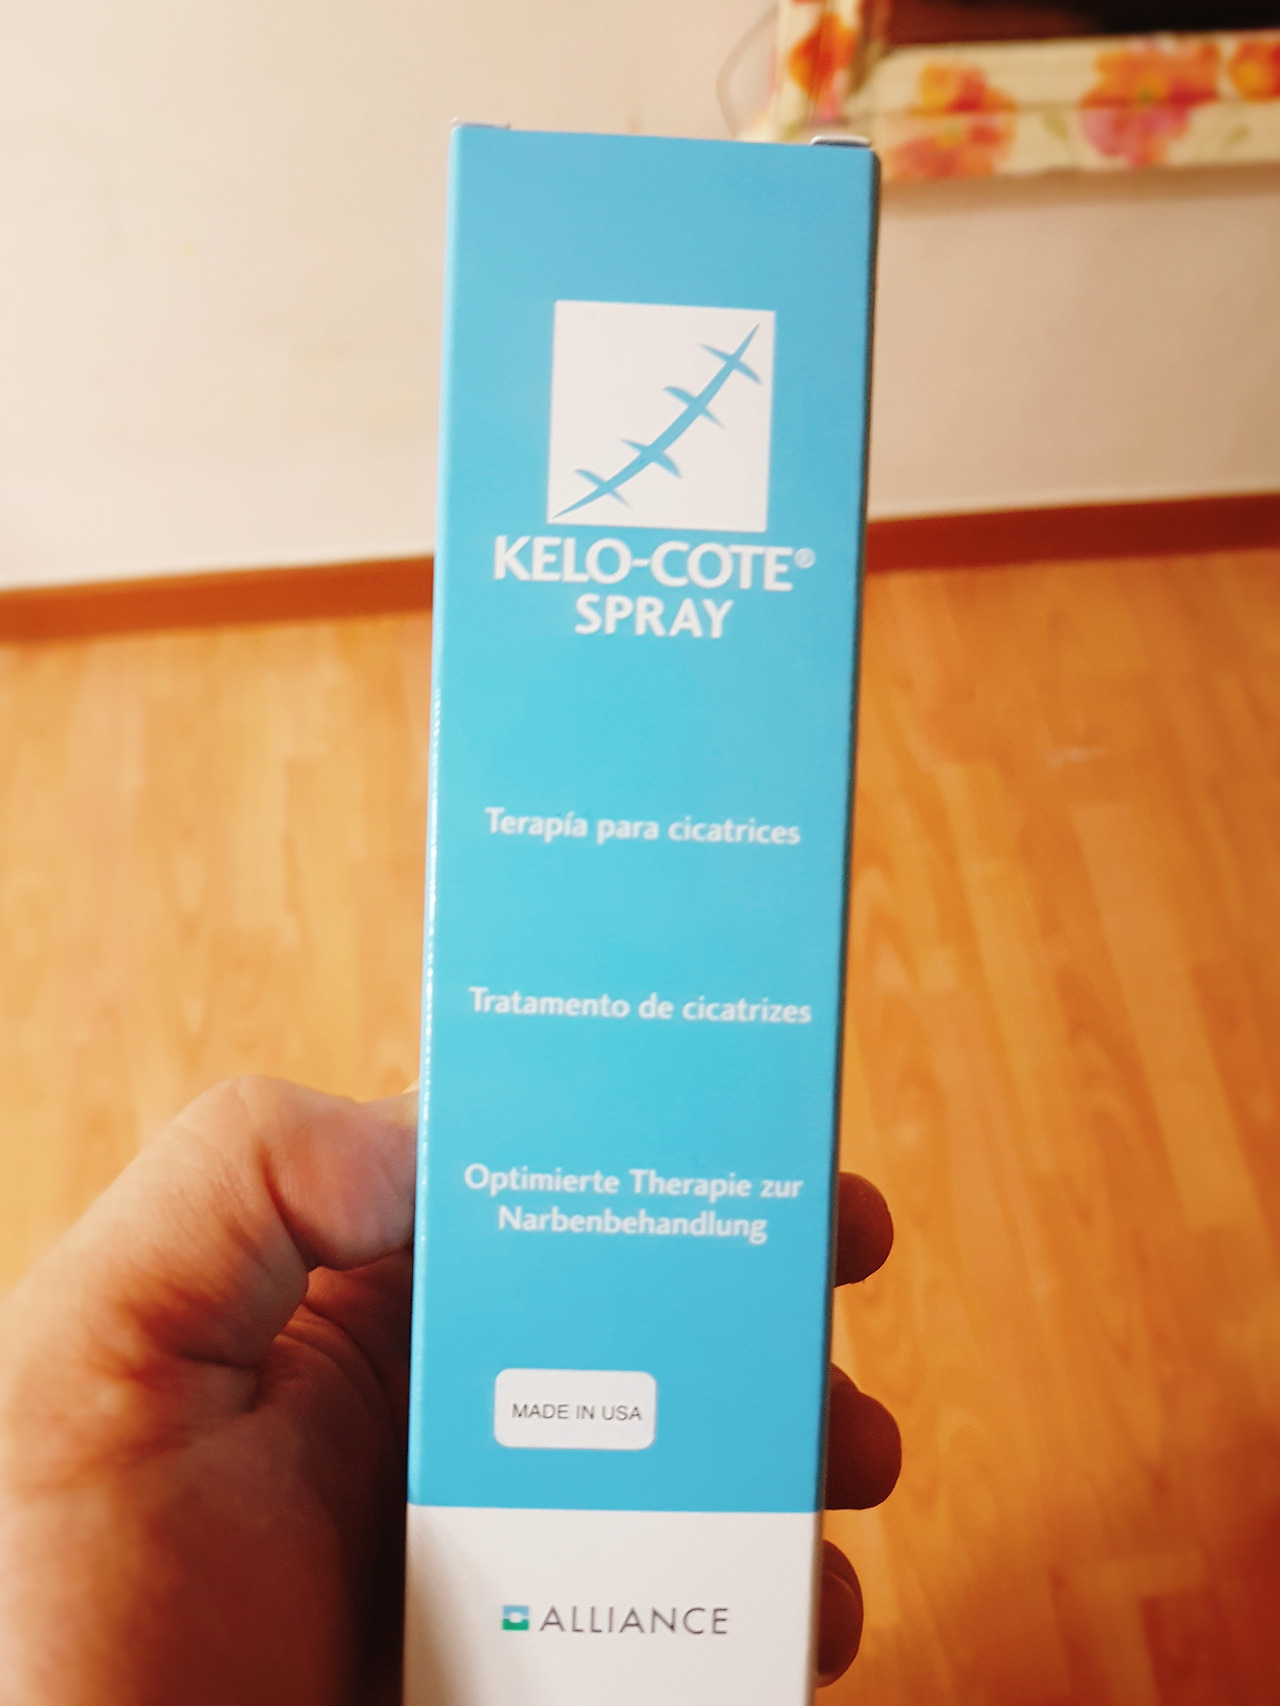 KELO-COTE®
SPRAY
Terapía para cicatrices
Tratamento de cicatrizes
Optimierte Therapie zur
Narbenbehandlung
MADE IN USA
ALLIANCE